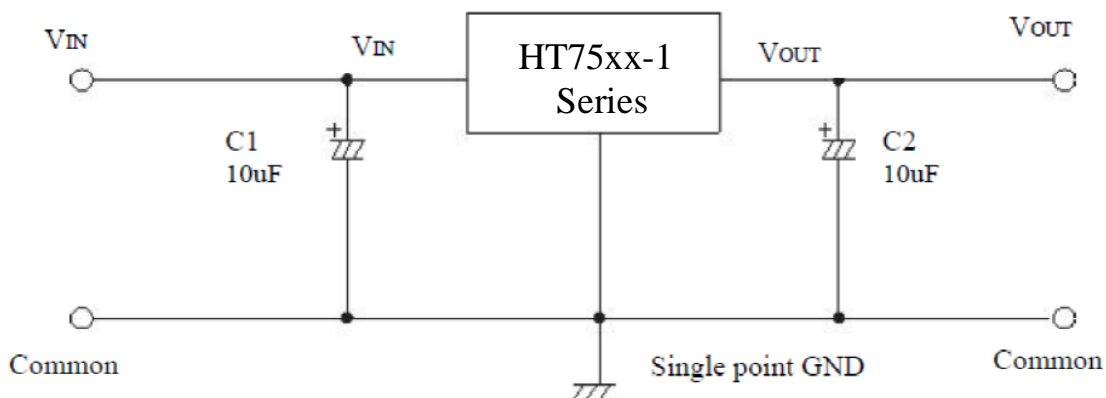 VIN
VIN
HT75xx-1
Series
VOUT
VOUT
+
C1
10uF
+
C2
10uF
Common
Single point GND
Common